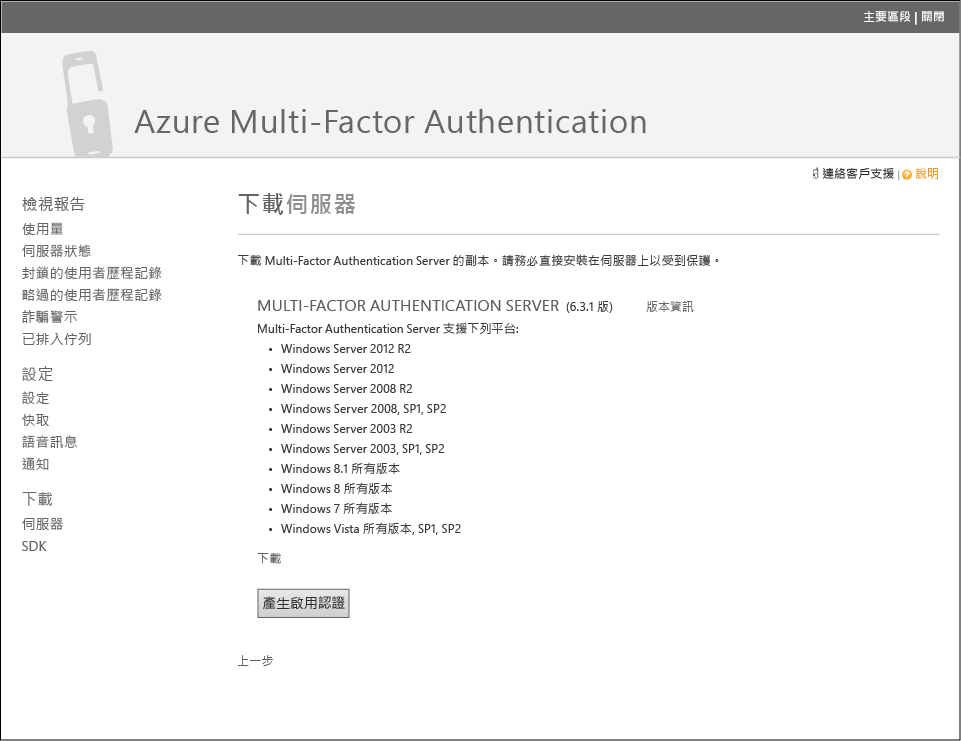 主要區段 | 關閉
Azure Multi-Factor Authentication
連絡客戶支援 | ? 說明
檢視報告
使用量
伺服器狀態
封鎖的使用者歷程記錄
略過的使用者歷程記錄
詐騙警示
已排入佇列
設定
設定
快取
語音訊息
通知
下載
伺服器
SDK
下載伺服器
下載 Multi-Factor Authentication Server 的副本。請務必直接安裝在伺服器上以受到保護。
MULTI-FACTOR AUTHENTICATION SERVER (6.3.1 版) 版本資訊
Multi-Factor Authentication Server 支援下列平台:
• Windows Server 2012 R2
• Windows Server 2012
• Windows Server 2008 R2
• Windows Server 2008, SP1, SP2
• Windows Server 2003 R2
• Windows Server 2003, SP1, SP2
• Windows 8.1 所有版本
• Windows 8 所有版本
• Windows 7 所有版本
• Windows Vista 所有版本, SP1, SP2
下載
產生啟用認證
上一步